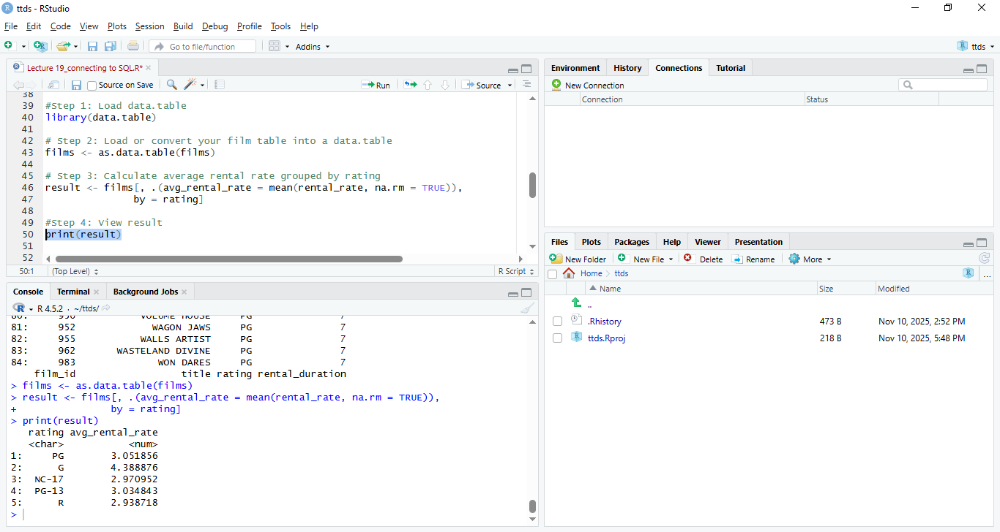 ttds - RStudio
File Edit Code View Plots Session Build Debug Profile Tools Help
Go to file/function Addins ttds
Lecture 19_connecting to SQL.R*
Source on Save Run Source
38
39 #Step 1: Load data.table
40 library(data.table)
41
42 # Step 2: Load or convert your film table into a data.table
43 films <- as.data.table(films)
44
45 # Step 3: Calculate average rental rate grouped by rating
46 result <- films[, .(avg_rental_rate = mean(rental_rate, na.rm = TRUE)),
47 by = rating]
48
49 #Step 4: View result
50 print(result)
51
52
50:1 (Top Level) R Script
Console Terminal Background Jobs
R 4.5.2 · ~/ttds/
80: 950 VOLUME HOUSE PG 7
81: 952 WAGON JAWS PG 7
82: 955 WALLS ARTIST PG 7
83: 962 WASTELAND DIVINE PG 7
84: 983 WON DARES PG 7
film_id title rating rental_duration
> films <- as.data.table(films)
> result <- films[, .(avg_rental_rate = mean(rental_rate, na.rm = TRUE)),
+ by = rating]
> print(result)
rating avg_rental_rate
<char> <num>
1: PG 3.051856
2: G 4.388876
3: NC-17 2.970952
4: PG-13 3.034843
5: R 2.938718
>
Environment History Connections Tutorial
New Connection
Connection Status
Files Plots Packages Help Viewer Presentation
New Folder New File Delete Rename More
Home ttds ...
Name Size Modified
..
.Rhistory 473 B Nov 10, 2025, 2:52 PM
ttds.Rproj 218 B Nov 10, 2025, 5:48 PM